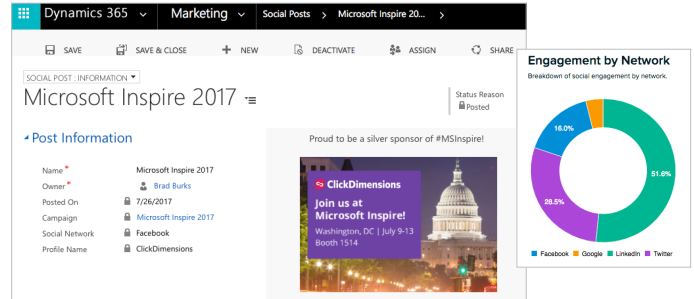 Dynamics 365 Marketing Social Posts > Microsoft Inspire 20... >
SAVE SAVE & CLOSE + NEW DEACTIVATE ASSIGN SHARE
SOCIAL POST : INFORMATION
Microsoft Inspire 2017
Status Reason
Posted
Post Information
Name * Microsoft Inspire 2017
Owner * Brad Burks
Posted On 7/26/2017
Campaign Microsoft Inspire 2017
Social Network Facebook
Profile Name ClickDimensions
Proud to be a silver sponsor of #MSInspire!
ClickDimensions
Join us at
Microsoft Inspire!
Washington, DC | July 9-13
Booth 1514
Engagement by Network
Breakdown of social engagement by network.
16.0%
51.6%
28.5%
Facebook Google LinkedIn Twitter